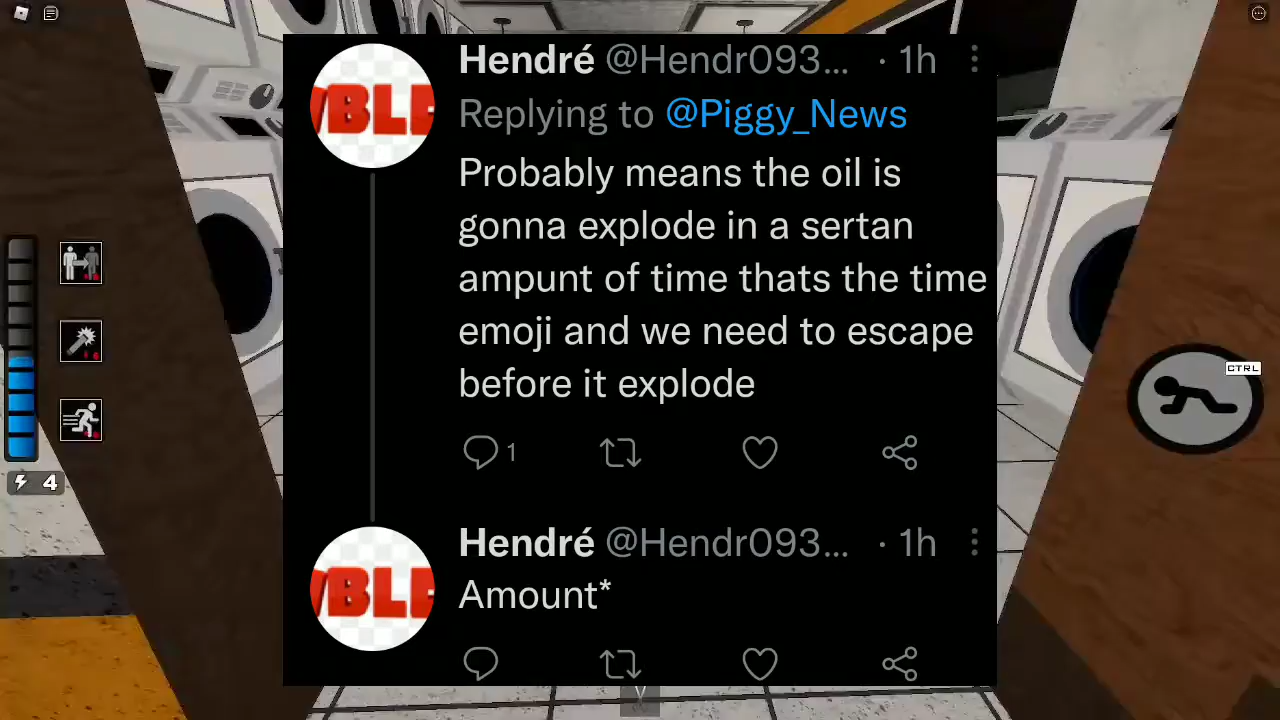 Hendré @Hendr093... · 1h
Replying to @Piggy_News
Probably means the oil is
gonna explode in a sertan
ampunt of time thats the time
emoji and we need to escape
before it explode
1
CTRL
4
Hendré @Hendr093... · 1h
Amount*